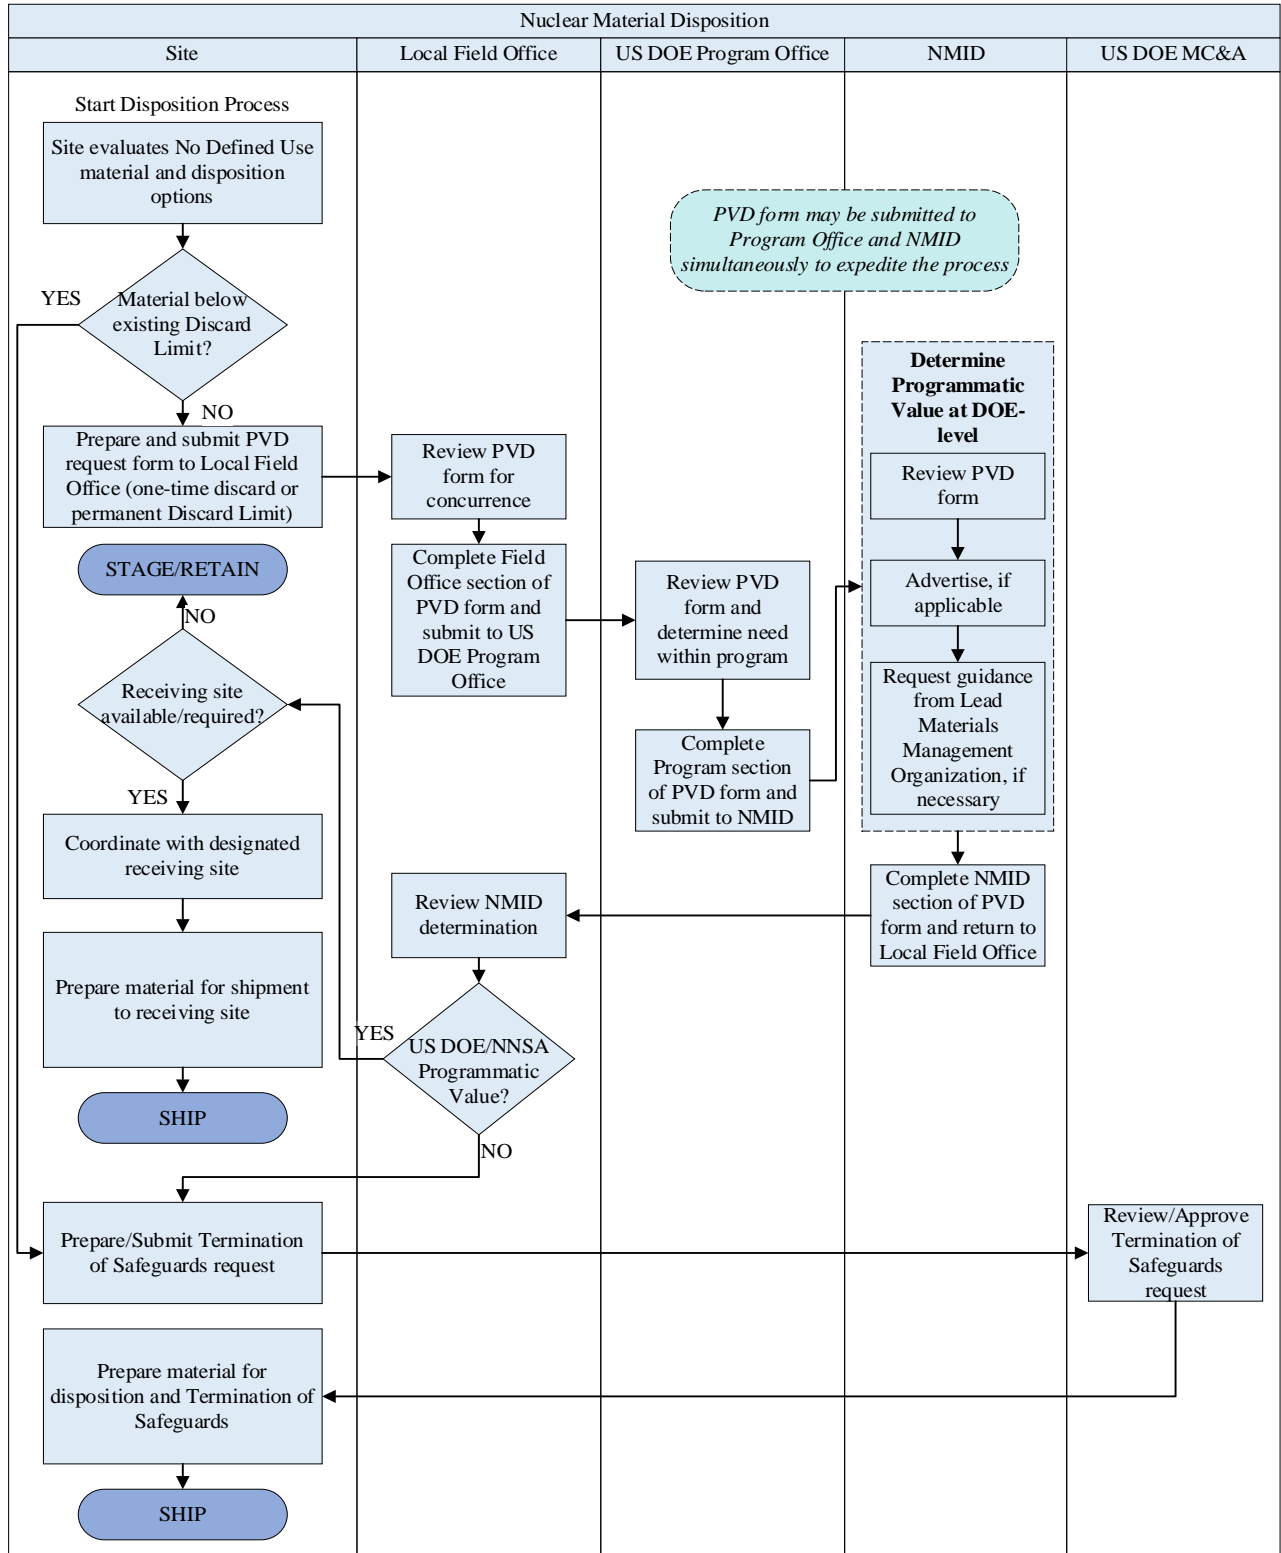 Nuclear Material Disposition
Site
Local Field Office
US DOE Program Office
NMID
US DOE MC&A
Start Disposition Process
Site evaluates No Defined Use
material and disposition
options
PVD form may be submitted to
Program Office and NMID
simultaneously to expedite the process
YES
Material below
existing Discard
Limit?
NO
Prepare and submit PVD
request form to Local Field
Office (one-time discard or
permanent Discard Limit)
Review PVD
form for
concurrence
Determine
Programmatic
Value at DOE-
level
Review PVD
form
STAGE/RETAIN
NO
Complete Field
Office section of
PVD form and
submit to US
DOE Program
Office
Review PVD
form and
determine need
within program
Advertise, if
applicable
Receiving site
available/required?
YES
Complete
Program section
of PVD form and
submit to NMID
Request guidance
from Lead
Materials
Management
Organization, if
necessary
Coordinate with designated
receiving site
Review NMID
determination
Complete NMID
section of PVD
form and return to
Local Field Office
Prepare material for shipment
to receiving site
YES
US DOE/NNSA
Programmatic
Value?
NO
SHIP
Prepare/Submit Termination
of Safeguards request
Review/Approve
Termination of
Safeguards
request
Prepare material for
disposition and Termination of
Safeguards
SHIP